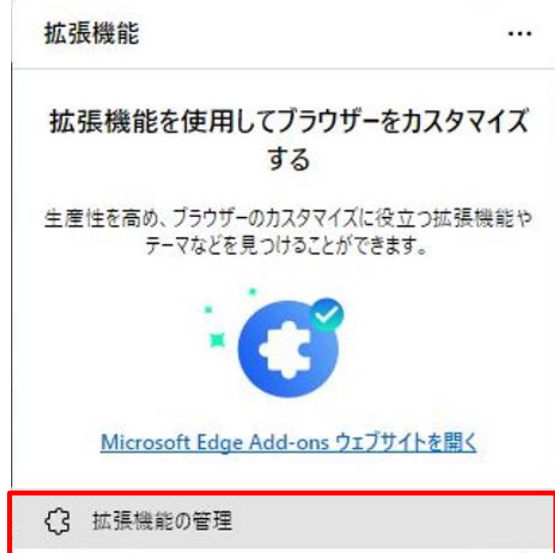 拡張機能 …
拡張機能を使用してブラウザーをカスタマイズ
する
生産性を高め、ブラウザーのカスタマイズに役立つ拡張機能や
テーマなどを見つけることができます。
Microsoft Edge Add-ons ウェブサイトを開く
拡張機能の管理